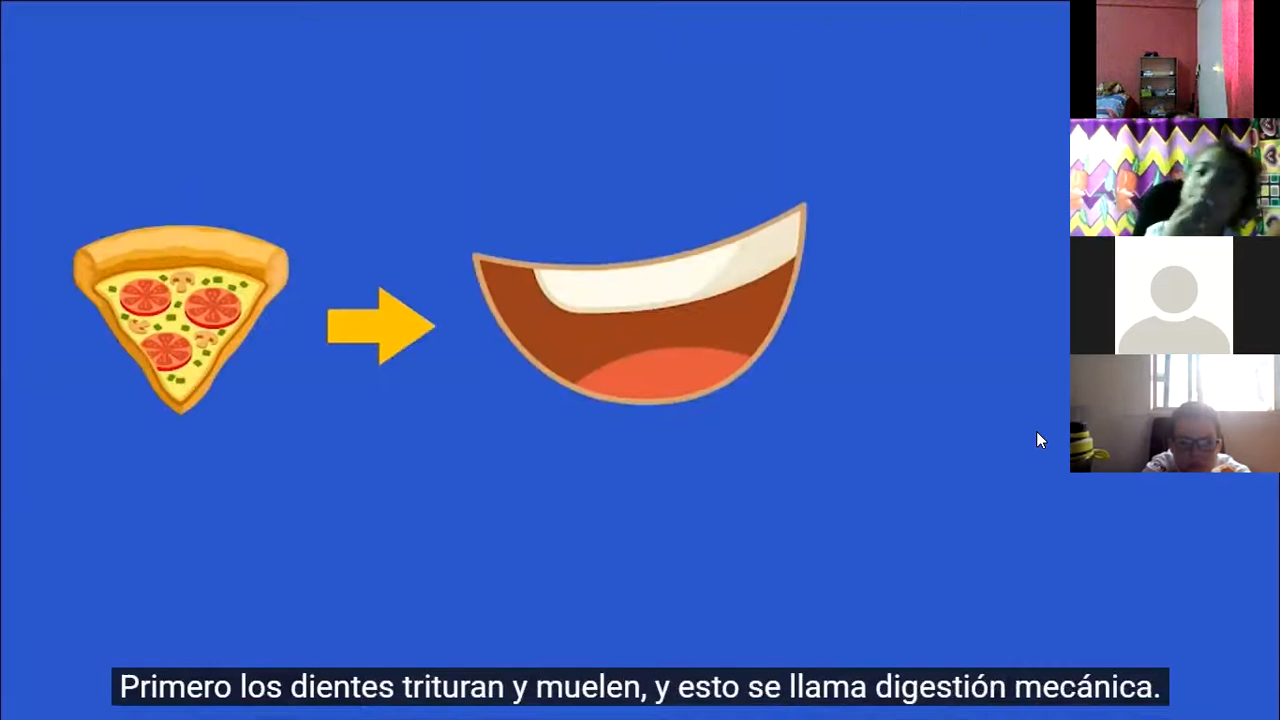 Primero los dientes trituran y muelen, y esto se llama digestión mecánica.